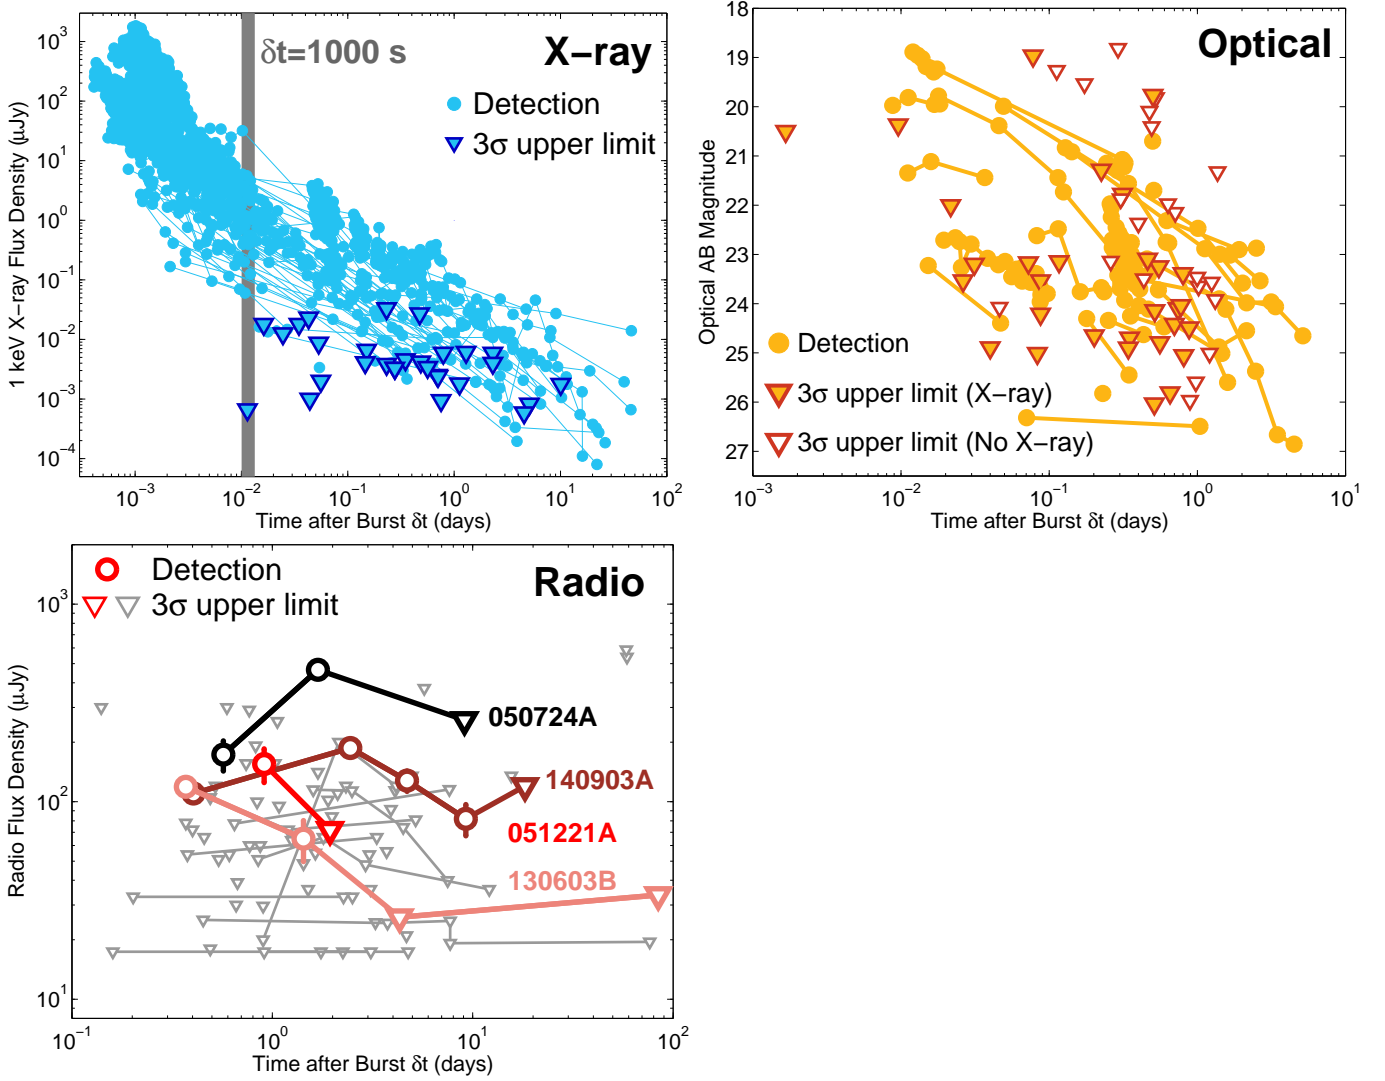 X-ray
δt=1000 s
Detection
3σ upper limit
1 keV X-ray Flux Density (μJy)
10³
10²
10¹
10⁰
10⁻¹
10⁻²
10⁻³
10⁻⁴
10⁻³ 10⁻² 10⁻¹ 10⁰ 10¹ 10²
Time after Burst δt (days)
Optical
Optical AB Magnitude
18
19
20
21
22
23
24
25
26
27
Detection
3σ upper limit (X-ray)
3σ upper limit (No X-ray)
10⁻³ 10⁻² 10⁻¹ 10⁰ 10¹
Time after Burst δt (days)
Radio
Detection
3σ upper limit
Radio Flux Density (μJy)
10³
10²
10¹
050724A
140903A
051221A
130603B
10⁻¹ 10⁰ 10¹ 10²
Time after Burst δt (days)